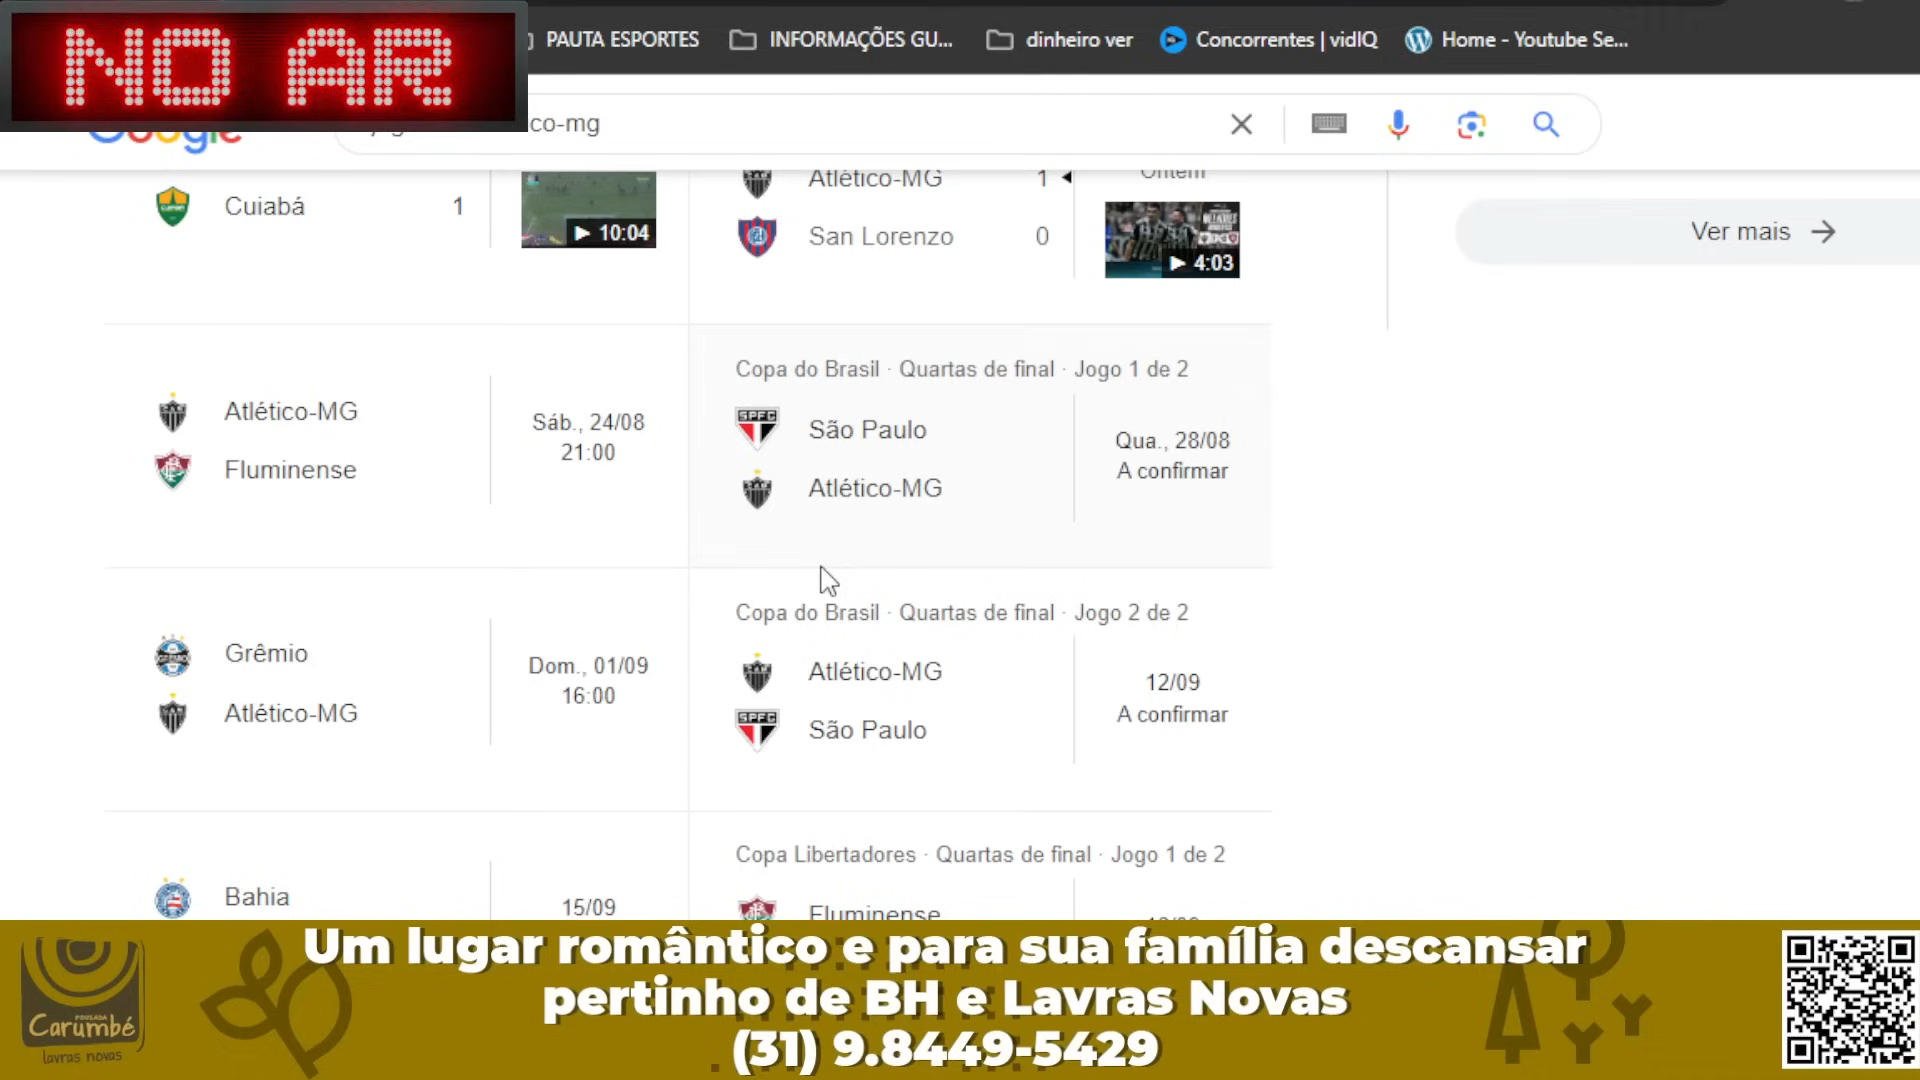 NO AR
PAUTA ESPORTES
INFORMAÇÕES GU...
dinheiro ver
Concorrentes | vidIQ
Home - Youtube Se...
Google
co-mg
Cuiabá 1
10:04
Atlético-MG 1
San Lorenzo 0
Ontem
4:03
Ver mais
Atlético-MG
Fluminense
Sáb., 24/08
21:00
Copa do Brasil · Quartas de final · Jogo 1 de 2
São Paulo
Atlético-MG
Qua., 28/08
A confirmar
Grêmio
Atlético-MG
Dom., 01/09
16:00
Copa do Brasil · Quartas de final · Jogo 2 de 2
Atlético-MG
São Paulo
12/09
A confirmar
Bahia
15/09
Copa Libertadores · Quartas de final · Jogo 1 de 2
Fluminense
Um lugar romântico e para sua família descansar
pertinho de BH e Lavras Novas
(31) 9.8449-5429
POUSADA
Carumbé
lavras novas